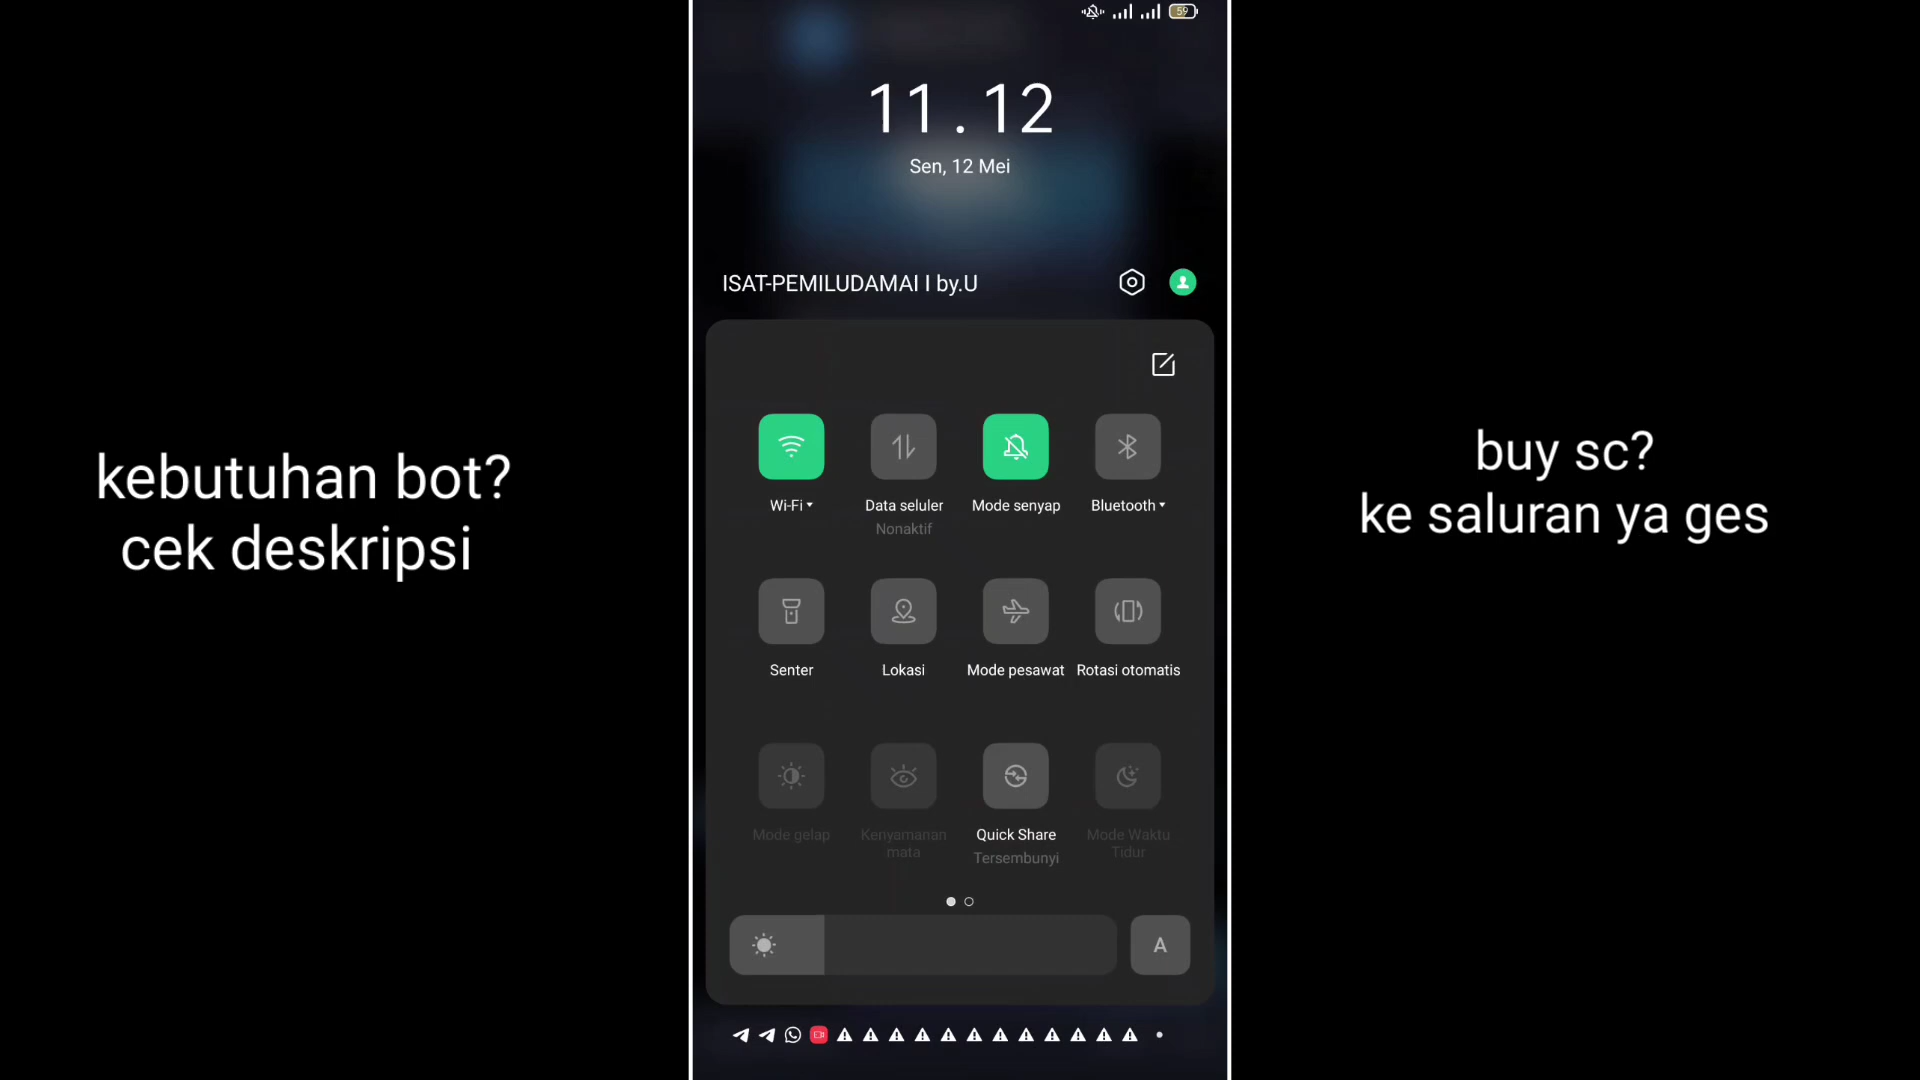 59
11.12
Sen, 12 Mei
ISAT-PEMILUDAMAI | by.U
kebutuhan bot?
cek deskripsi
buy sc?
ke saluran ya ges
Wi-Fi
Data seluler
Nonaktif
Mode senyap
Bluetooth
Senter
Lokasi
Mode pesawat
Rotasi otomatis
Mode gelap
Kenyamanan
mata
Quick Share
Tersembunyi
Mode Waktu
Tidur
A